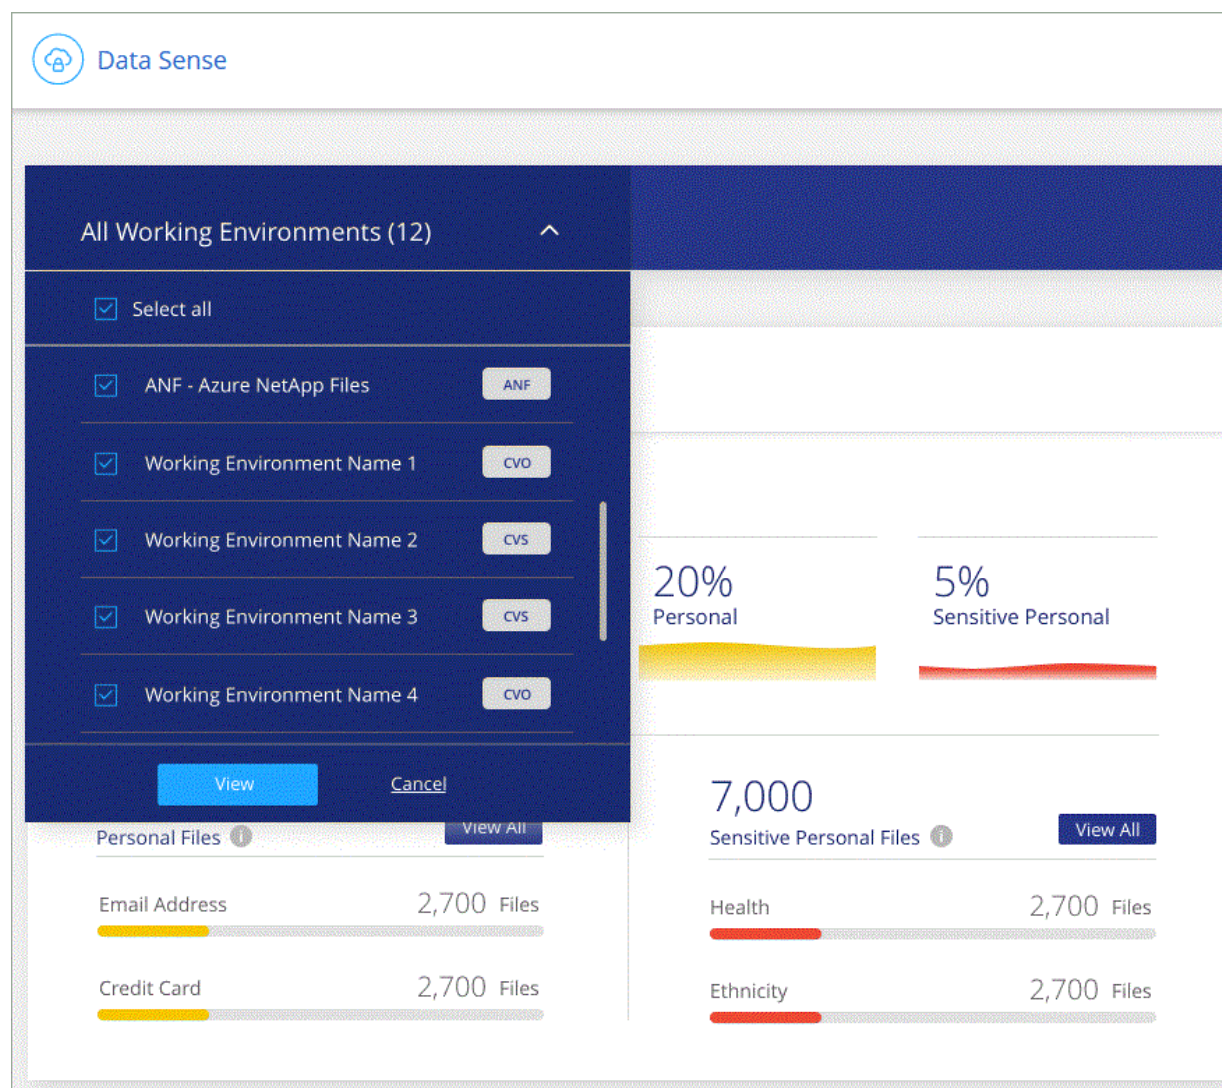 Data Sense
All Working Environments (12)
Select all
ANF - Azure NetApp Files ANF
Working Environment Name 1 CVO
Working Environment Name 2 CVS
Working Environment Name 3 CVS
Working Environment Name 4 CVO
View Cancel
20%
Personal
5%
Sensitive Personal
Personal Files i View All
Email Address 2,700 Files
Credit Card 2,700 Files
7,000
Sensitive Personal Files i View All
Health 2,700 Files
Ethnicity 2,700 Files